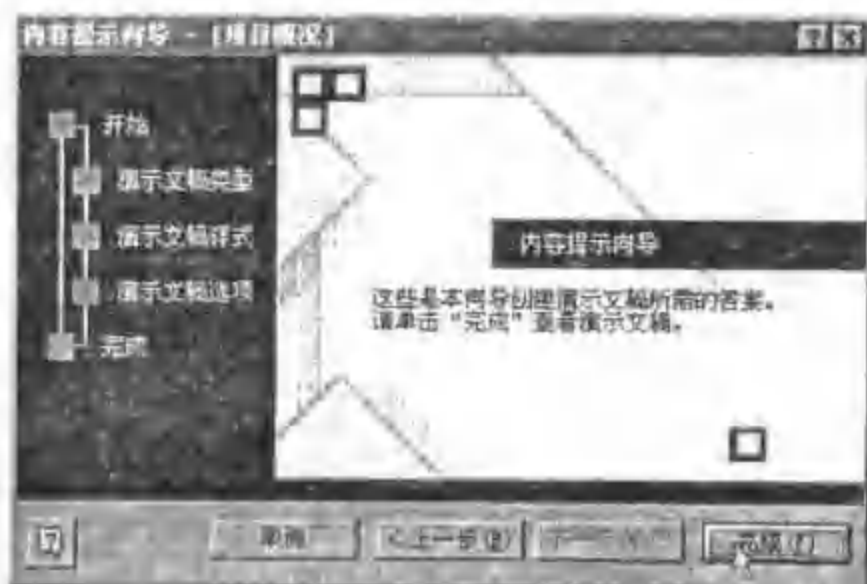 内容提示向导 - [项目概况]
开始
演示文稿类型
演示文稿样式
演示文稿选项
完成
内容提示向导
这些是本向导创建演示文稿所需的答案。
请单击“完成”查看演示文稿。
取消
<上一步(B)
完成(F)